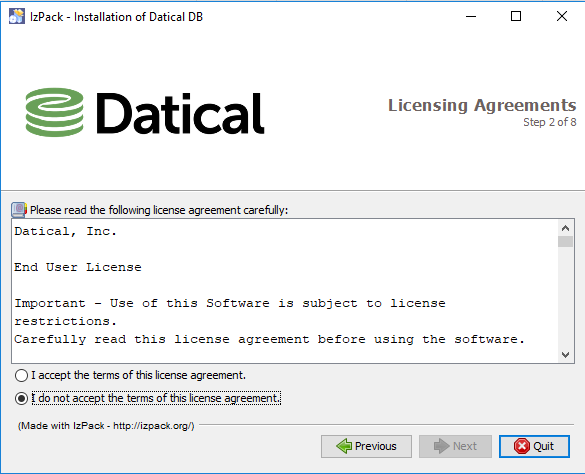 IzPack - Installation of Datical DB
Datical
Licensing Agreements
Step 2 of 8
Please read the following license agreement carefully:
Datical, Inc.
End User License
Important - Use of this Software is subject to license
restrictions.
Carefully read this license agreement before using the software.
I accept the terms of this license agreement.
I do not accept the terms of this license agreement.
(Made with IzPack - http://izpack.org/)
Previous
Next
Quit